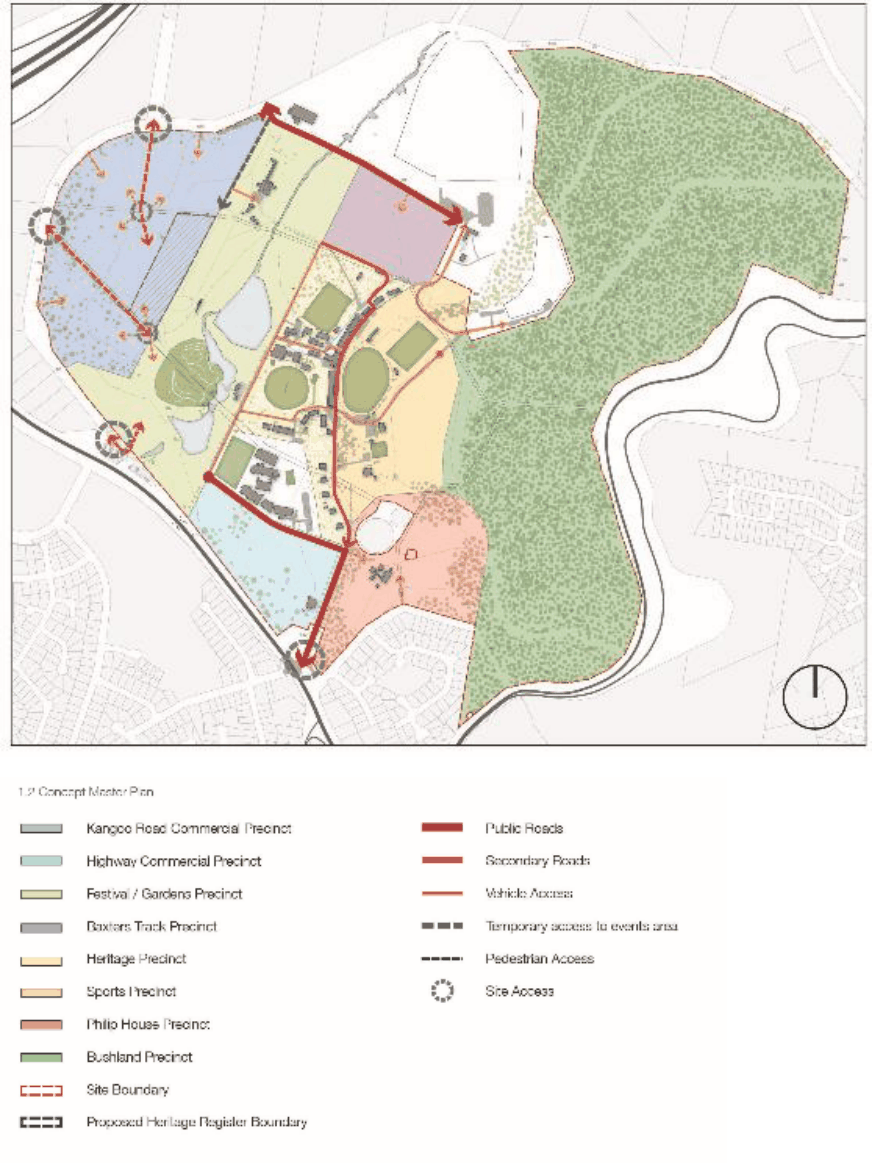 1.2 Concept Master Plan
Kangoo Road Commercial Precinct
Public Roads
Highway Commercial Precinct
Secondary Roads
Festival / Gardens Precinct
Vehicle Access
Baxters Track Precinct
Temporary access to events area
Heritage Precinct
Pedestrian Access
Sports Precinct
Site Access
Philip House Precinct
Bushland Precinct
Site Boundary
Proposed Heritage Register Boundary